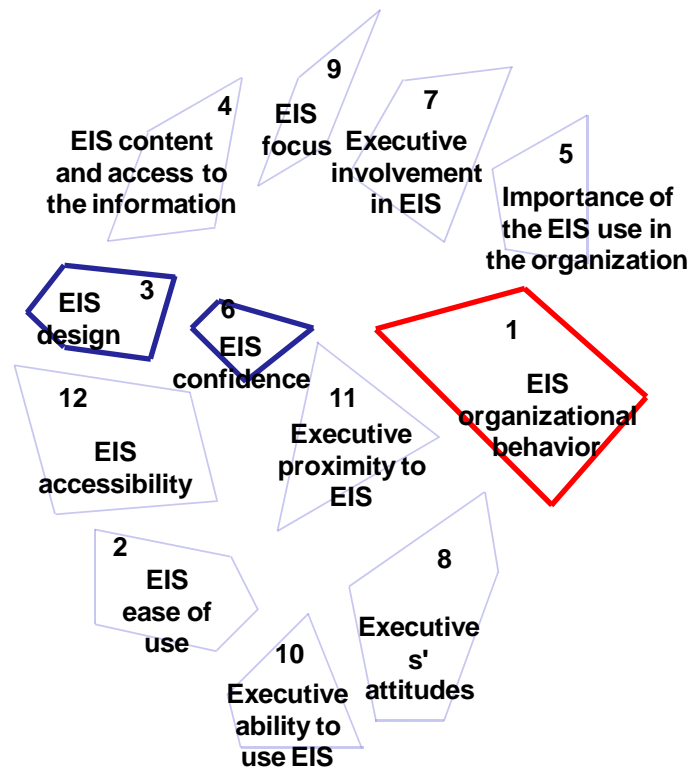 9
EIS
focus
4
EIS content
and access to
the information
7
Executive
involvement
in EIS
5
Importance of
the EIS use in
the organization
3
EIS
design
6
EIS
confidence
1
EIS
organizational
behavior
12
EIS
accessibility
11
Executive
proximity to
EIS
2
EIS
ease of
use
8
Executive
s'
attitudes
10
Executive
ability to
use EIS